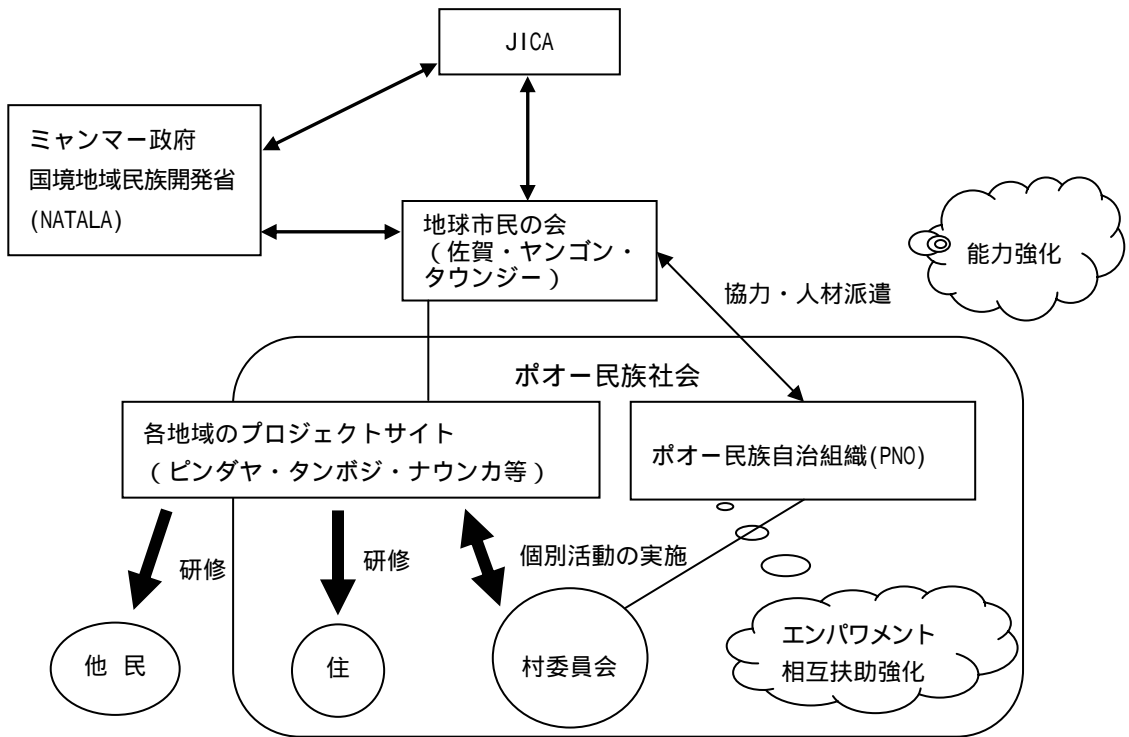 JICA
ミャンマー政府
国境地域民族開発省
(NATALA)
地球市民の会
(佐賀・ヤンゴン・
タウンジー)
能力強化
協力・人材派遣
ポオー民族社会
各地域のプロジェクトサイト
(ピンダヤ・タンボジ・ナウンカ等)
ポオー民族自治組織(PNO)
研修
研修
個別活動の実施
他 民
住
村委員会
エンパワメント
相互扶助強化